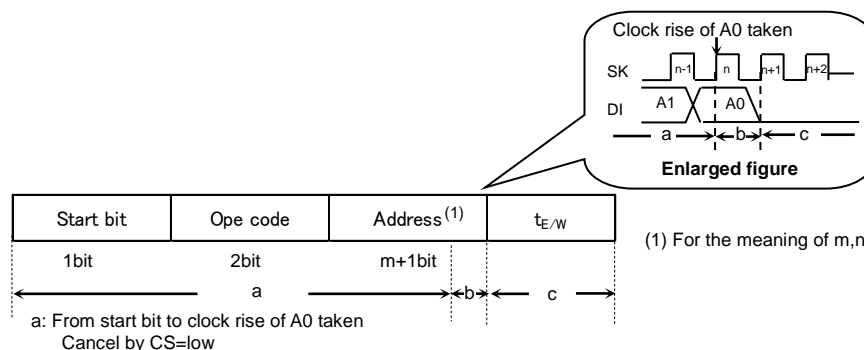 Clock rise of A0 taken
SK n-1 n n+1 n+2
DI A1 A0
a b c
Enlarged figure
Start bit Ope code Address(1) tE/W
1bit 2bit m+1bit
(1) For the meaning of m,n
a b c
a: From start bit to clock rise of A0 taken
Cancel by CS=low